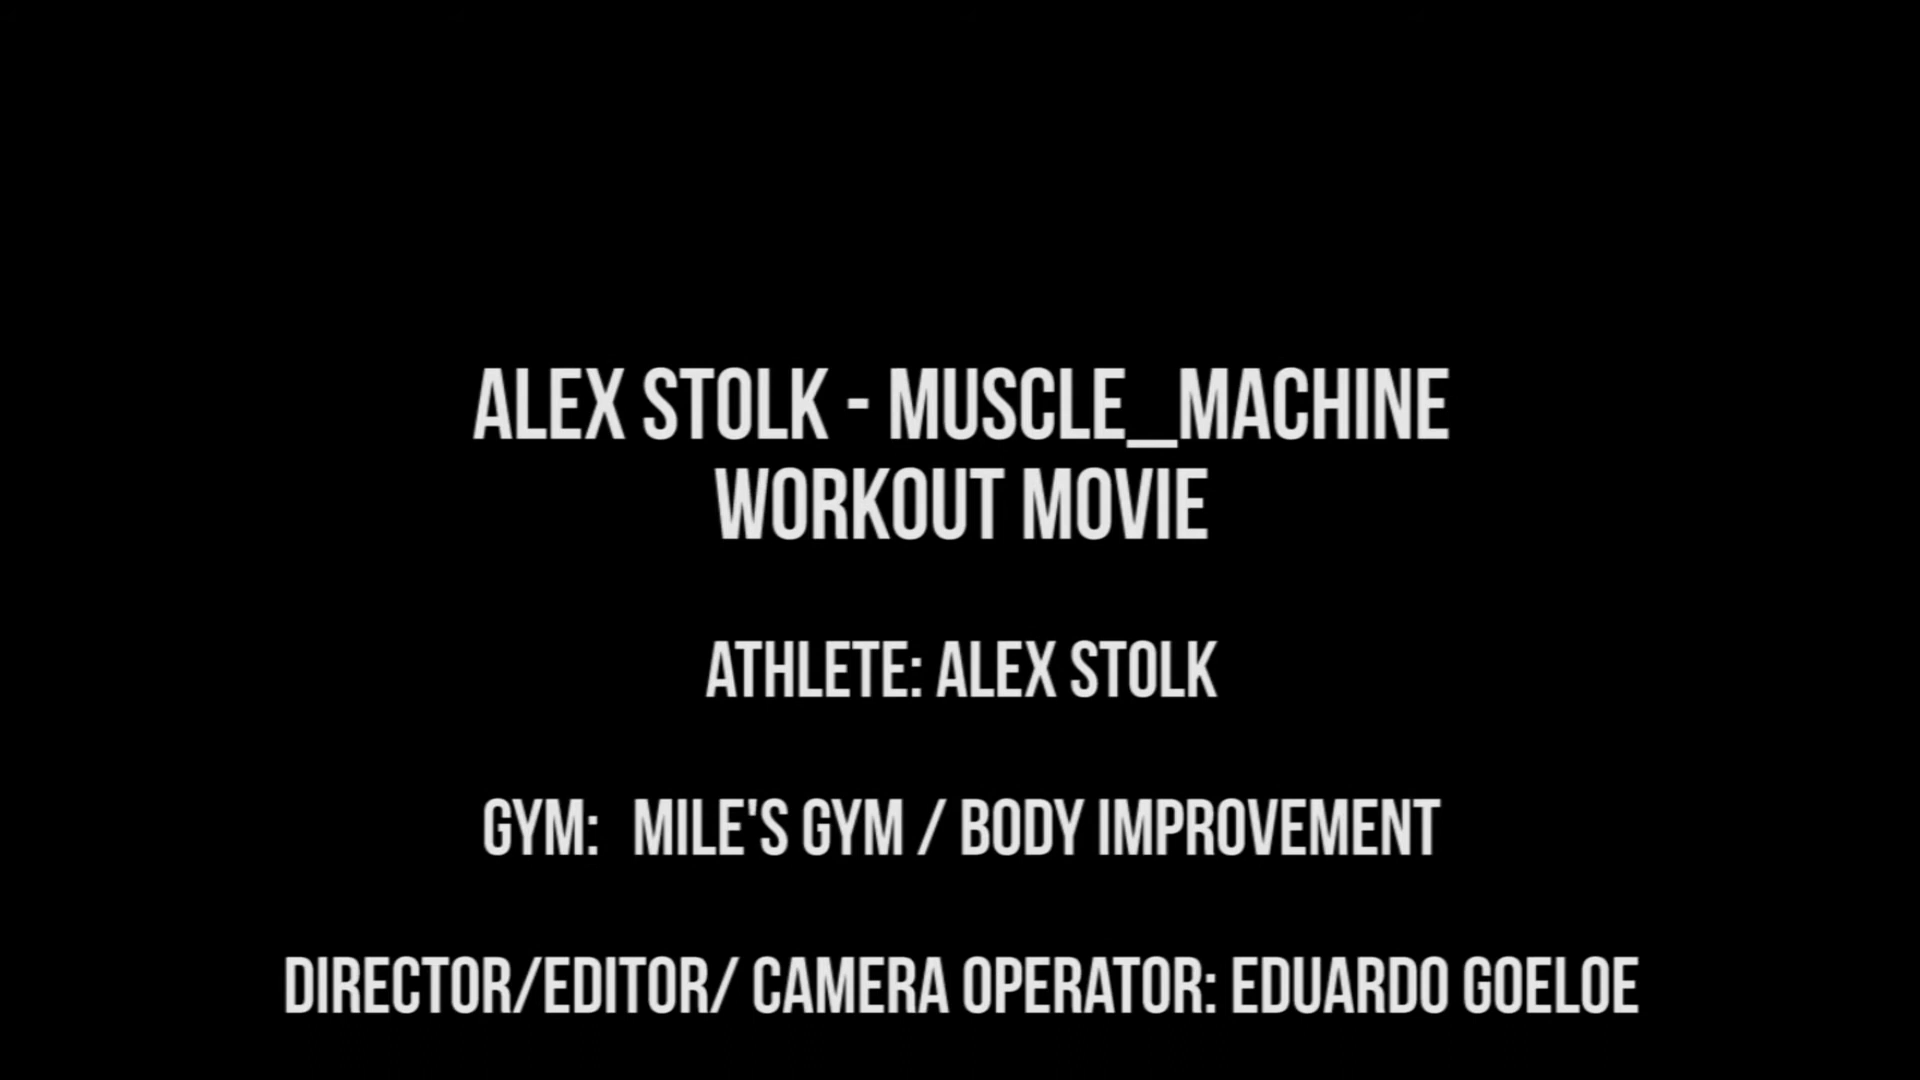 ALEX STOLK - MUSCLE_MACHINE
WORKOUT MOVIE
ATHLETE: ALEX STOLK
GYM: MILE'S GYM / BODY IMPROVEMENT
DIRECTOR/EDITOR/ CAMERA OPERATOR: EDUARDO GOELOE